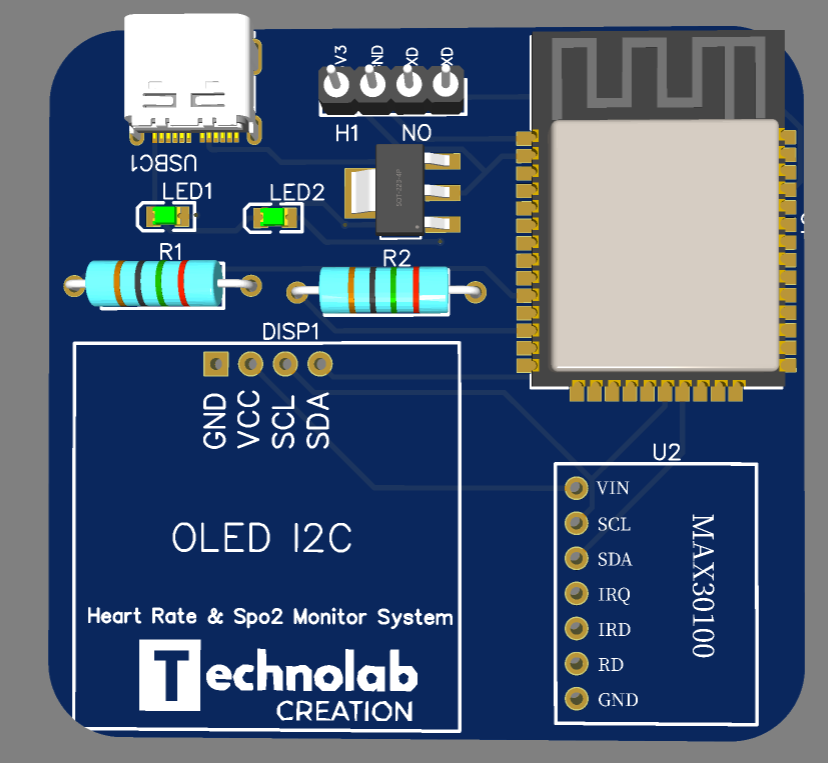 V3
ND
XD
XD
H1
NO
USBC1
LED1
LED2
R1
R2
DISP1
GND
VCC
SCL
SDA
OLED I2C
Heart Rate & Spo2 Monitor System
Technolab
CREATION
U2
VIN
SCL
SDA
IRQ
IRD
RD
GND
MAX30100